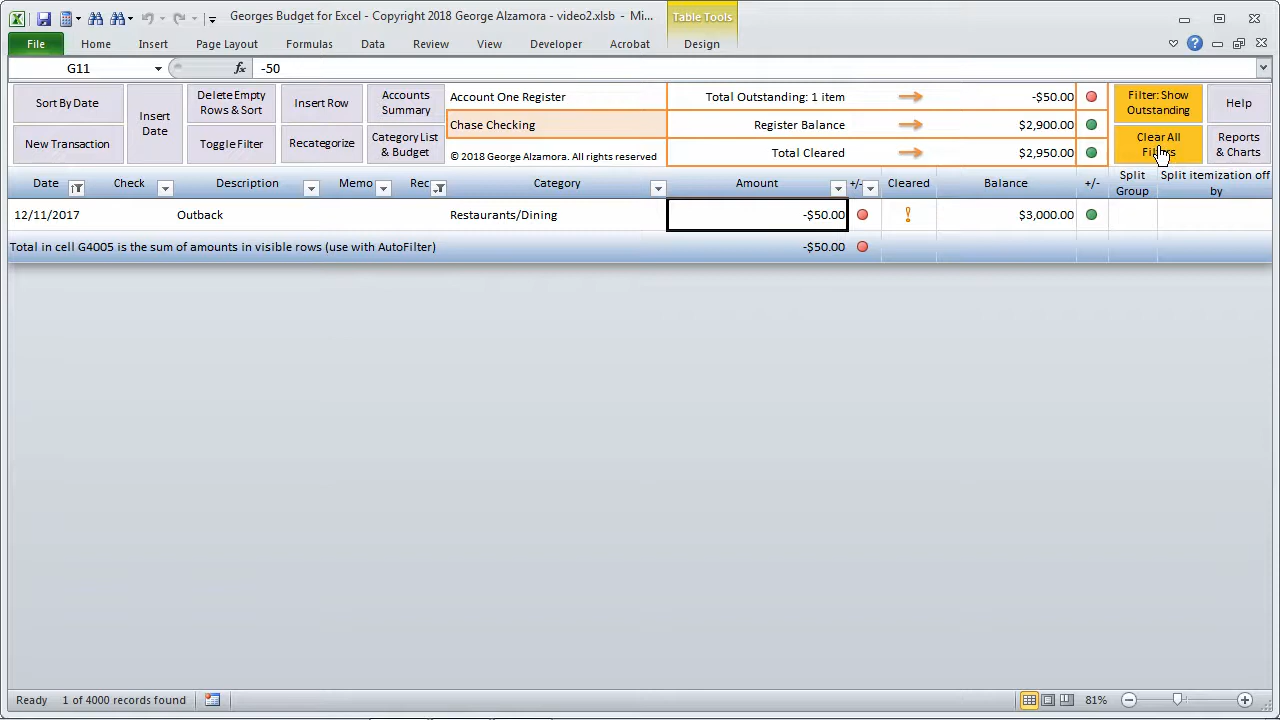 Georges Budget for Excel - Copyright 2018 George Alzamora - video2.xlsb - Mi...
Table Tools
File Home Insert Page Layout Formulas Data Review View Developer Acrobat Design
G11 fx -50
Sort By Date
New Transaction
Insert
Date
Delete Empty
Rows & Sort
Toggle Filter
Insert Row
Recategorize
Accounts
Summary
Category List
& Budget
Account One Register
Chase Checking
© 2018 George Alzamora. All rights reserved
Total Outstanding: 1 item -$50.00
Register Balance $2,900.00
Total Cleared $2,950.00
Filter: Show
Outstanding
Clear All
Filters
Help
Reports
& Charts
Date Check Description Memo Rec Category Amount +/- Cleared Balance +/- Split
Group Split itemization off
by
12/11/2017 Outback Restaurants/Dining -$50.00 ! $3,000.00
Total in cell G4005 is the sum of amounts in visible rows (use with AutoFilter) -$50.00
Ready 1 of 4000 records found 81%